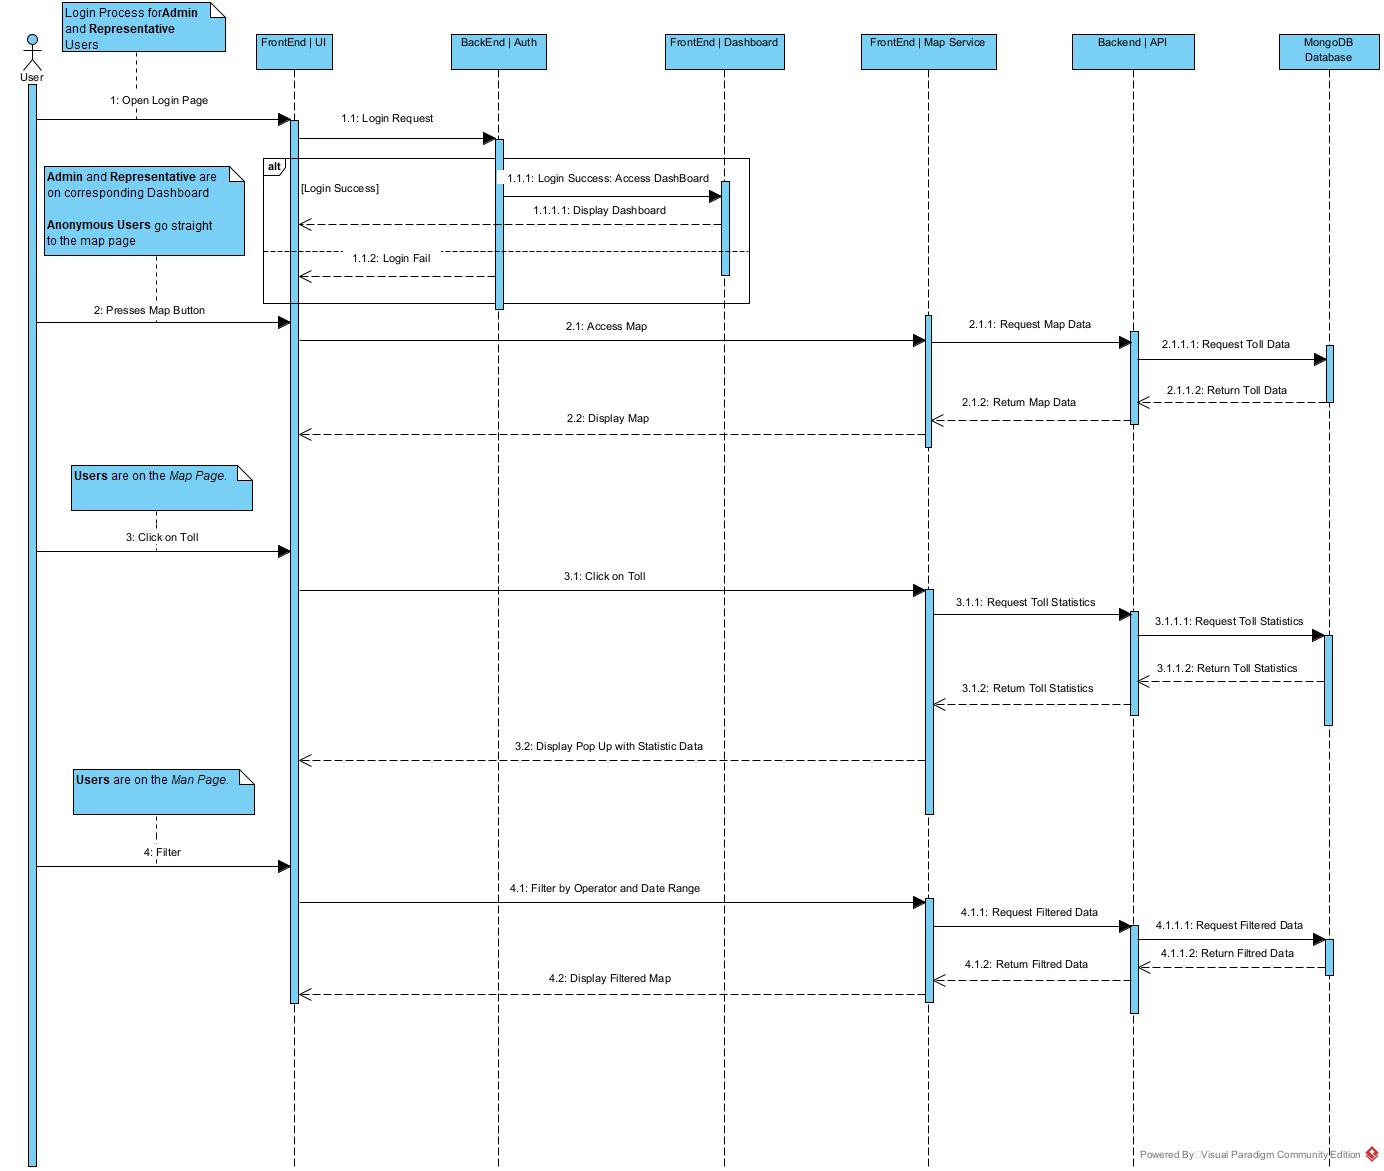 Login Process forAdmin
and Representative
Users
User
FrontEnd | UI
BackEnd | Auth
FrontEnd | Dashboard
FrontEnd | Map Service
Backend | API
MongoDB
Database
1: Open Login Page
1.1: Login Request
alt
[Login Success]
1.1.1: Login Success: Access DashBoard
1.1.1.1: Display Dashboard
1.1.2: Login Fail
Admin and Representative are
on corresponding Dashboard
Anonymous Users go straight
to the map page
2: Presses Map Button
2.1: Access Map
2.1.1: Request Map Data
2.1.1.1: Request Toll Data
2.1.1.2: Return Toll Data
2.1.2: Return Map Data
2.2: Display Map
Users are on the Map Page.
3: Click on Toll
3.1: Click on Toll
3.1.1: Request Toll Statistics
3.1.1.1: Request Toll Statistics
3.1.1.2: Return Toll Statistics
3.1.2: Return Toll Statistics
3.2: Display Pop Up with Statistic Data
Users are on the Man Page.
4: Filter
4.1: Filter by Operator and Date Range
4.1.1: Request Filtered Data
4.1.1.1: Request Filtered Data
4.1.1.2: Return Filtred Data
4.1.2: Return Filtred Data
4.2: Display Filtered Map
Powered By Visual Paradigm Community Edition